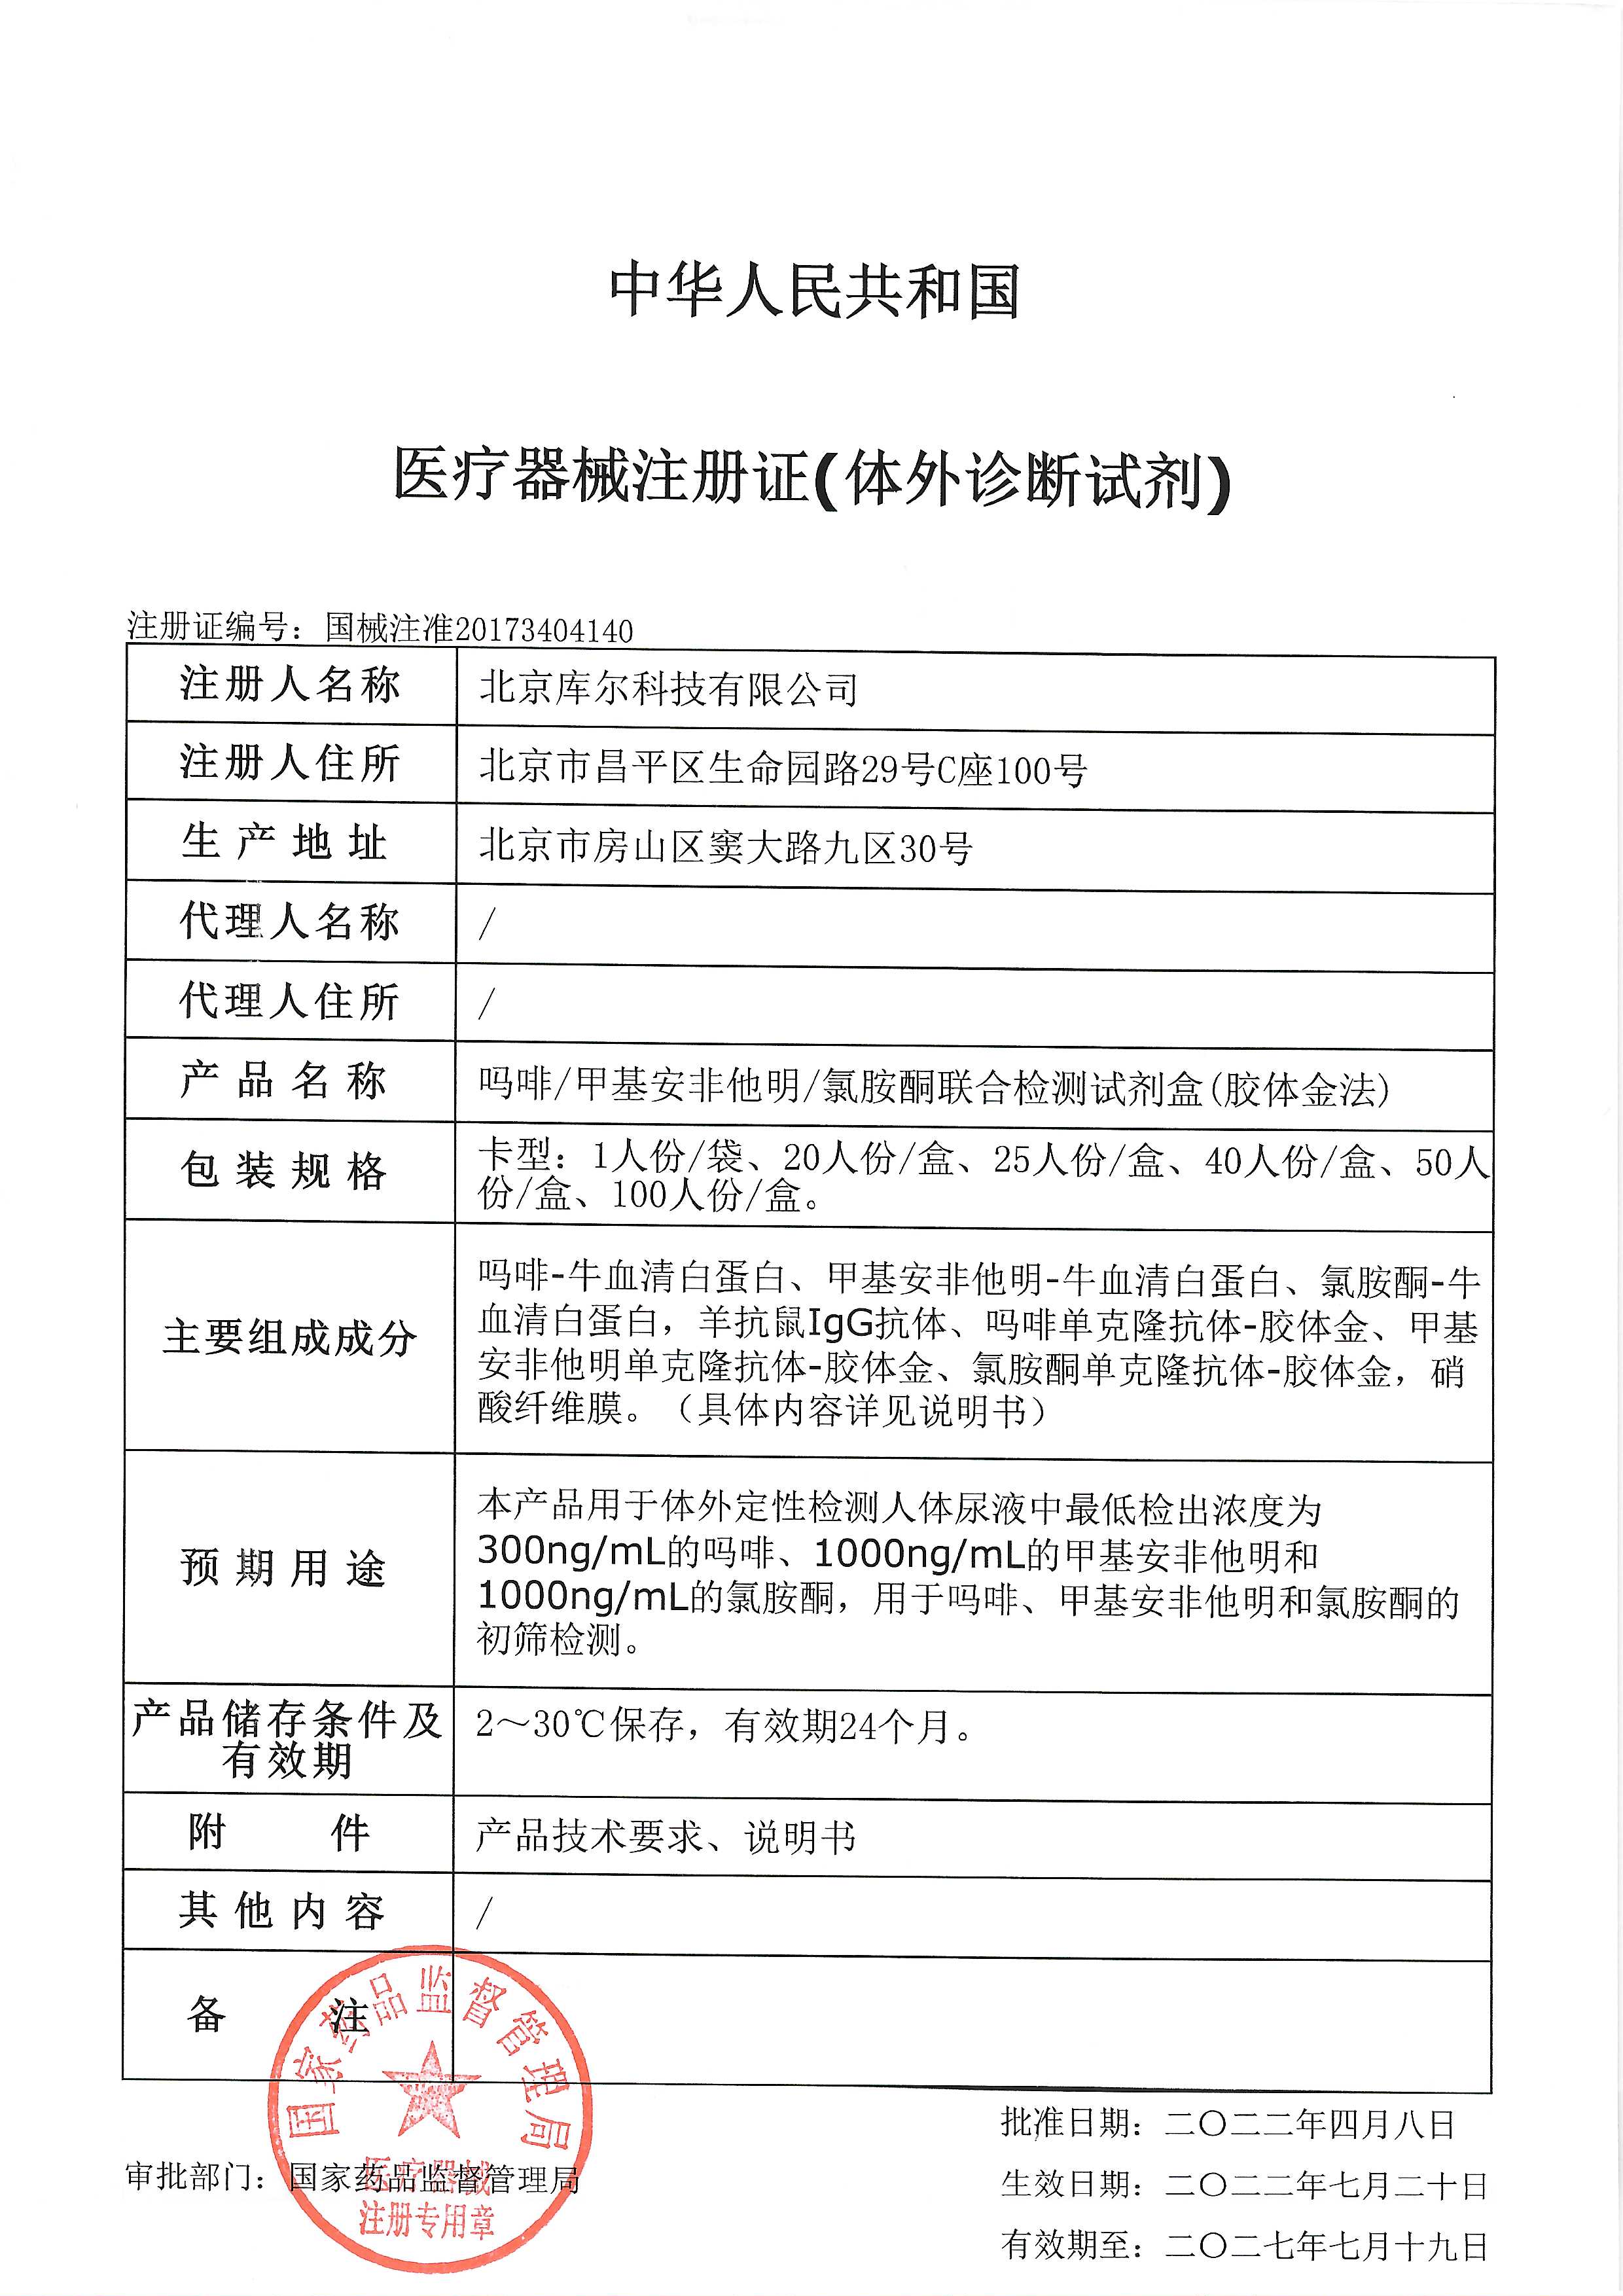 中华人民共和国
医疗器械注册证(体外诊断试剂)
注册证编号：国械注准20173404140
注册人名称 北京库尔科技有限公司
注册人住所 北京市昌平区生命园路29号C座100号
生产地址 北京市房山区窦大路九区30号
代理人名称 /
代理人住所 /
产品名称 吗啡/甲基安非他明/氯胺酮联合检测试剂盒(胶体金法)
包装规格 卡型：1人份/袋、20人份/盒、25人份/盒、40人份/盒、50人
份/盒、100人份/盒。
主要组成成分 吗啡-牛血清白蛋白、甲基安非他明-牛血清白蛋白、氯胺酮-牛
血清白蛋白，羊抗鼠IgG抗体、吗啡单克隆抗体-胶体金、甲基
安非他明单克隆抗体-胶体金、氯胺酮单克隆抗体-胶体金，硝
酸纤维膜。（具体内容详见说明书）
预期用途 本产品用于体外定性检测人体尿液中最低检出浓度为
300ng/mL的吗啡、1000ng/mL的甲基安非他明和
1000ng/mL的氯胺酮，用于吗啡、甲基安非他明和氯胺酮的
初筛检测。
产品储存条件及
有效期 2～30℃保存，有效期24个月。
附件 产品技术要求、说明书
其他内容 /
备注
国家药品监督管理局
医疗器械
注册专用章
审批部门：国家药品监督管理局
批准日期：二〇二二年四月八日
生效日期：二〇二二年七月二十日
有效期至：二〇二七年七月十九日